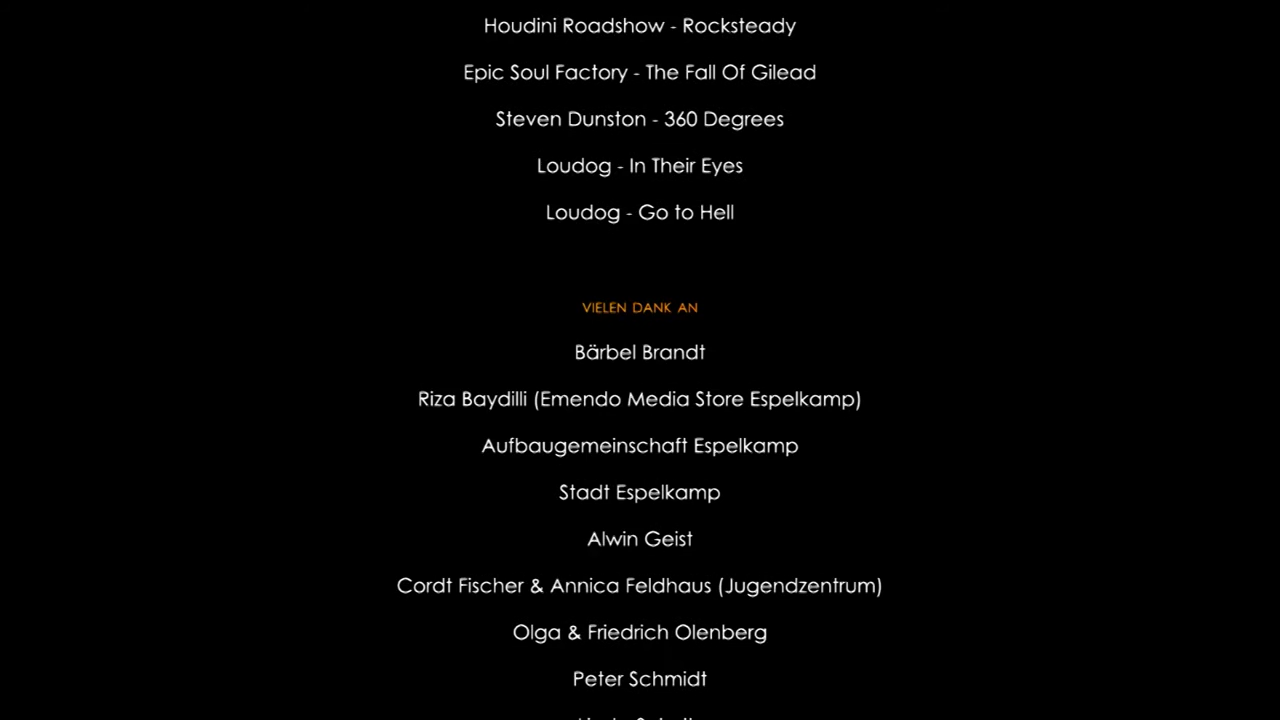 Houdini Roadshow - Rocksteady
Epic Soul Factory - The Fall Of Gilead
Steven Dunston - 360 Degrees
Loudog - In Their Eyes
Loudog - Go to Hell
VIELEN DANK AN
Bärbel Brandt
Riza Baydilli (Emendo Media Store Espelkamp)
Aufbaugemeinschaft Espelkamp
Stadt Espelkamp
Alwin Geist
Cordt Fischer & Annica Feldhaus (Jugendzentrum)
Olga & Friedrich Olenberg
Peter Schmidt